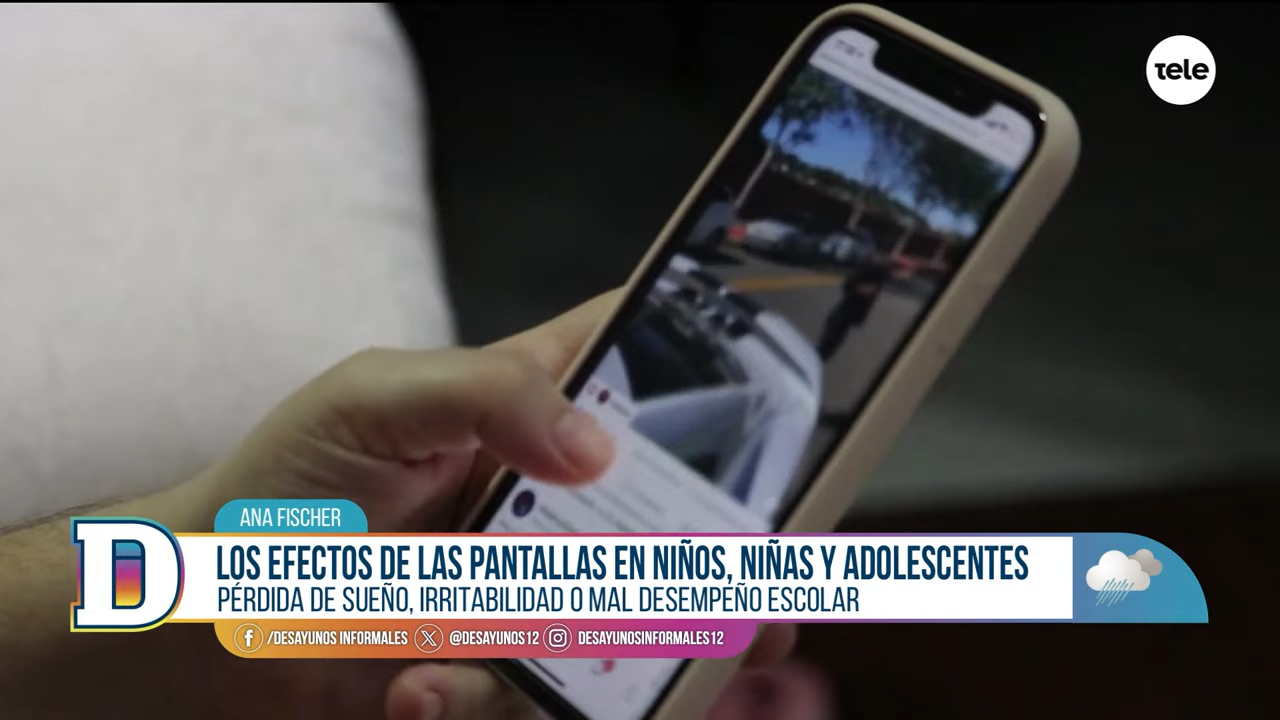 tele
ANA FISCHER
D
LOS EFECTOS DE LAS PANTALLAS EN NIÑOS, NIÑAS Y ADOLESCENTES
PÉRDIDA DE SUEÑO, IRRITABILIDAD O MAL DESEMPEÑO ESCOLAR
/DESAYUNOS INFORMALES @DESAYUNOS12 DESAYUNOSINFORMALES12